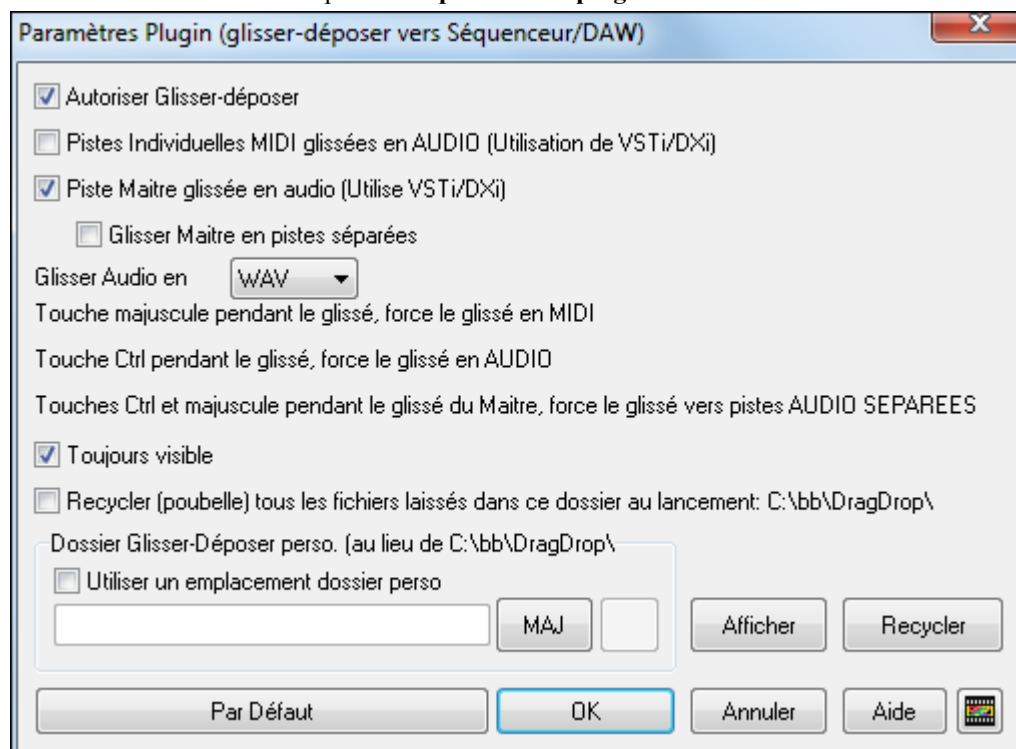 Paramètres Plugin (glisser-déposer vers Séquenceur/DAW)
Autoriser Glisser-déposer
Pistes Individuelles MIDI glissées en AUDIO (Utilisation de VSTi/DXi)
Piste Maitre glissée en audio (Utilise VSTi/DXi)
Glisser Maitre en pistes séparées
Glisser Audio en WAV
Touche majuscule pendant le glissé, force le glissé en MIDI
Touche Ctrl pendant le glissé, force le glissé en AUDIO
Touches Ctrl et majuscule pendant le glissé du Maitre, force le glissé vers pistes AUDIO SEPAREES
Toujours visible
Recycler (poubelle) tous les fichiers laissés dans ce dossier au lancement: C:\bb\DragDrop\
Dossier Glisser-Déposer perso. (au lieu de C:\bb\DragDrop\
Utiliser un emplacement dossier perso
MAJ Afficher Recycler
Par Défaut OK Annuler Aide